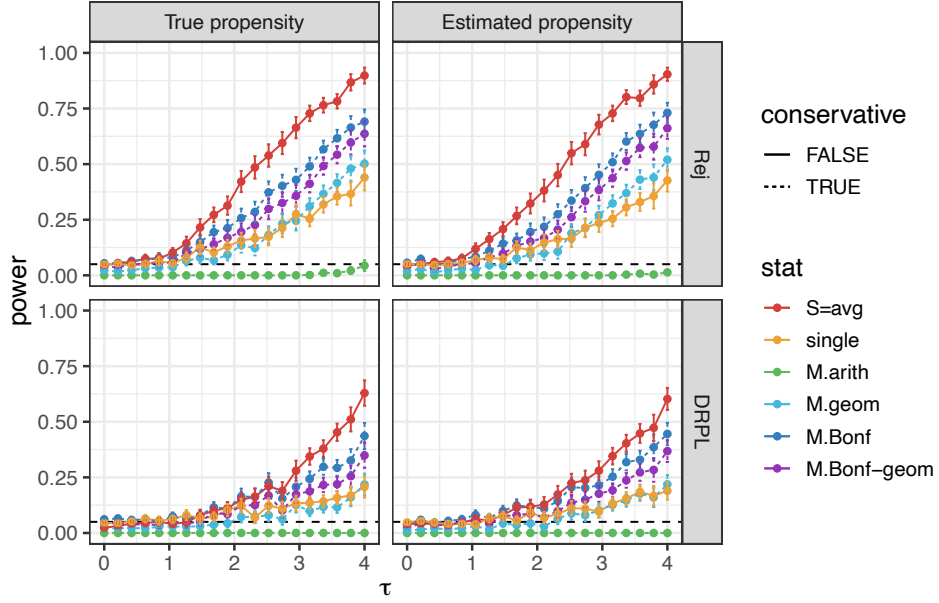 True propensity
Estimated propensity
1.00
0.75
0.50
0.25
0.00
Rej
1.00
0.75
0.50
0.25
0.00
DRPL
power
0 1 2 3 4
0 1 2 3 4
τ
conservative
FALSE
TRUE
stat
S=avg
single
M.arith
M.geom
M.Bonf
M.Bonf-geom